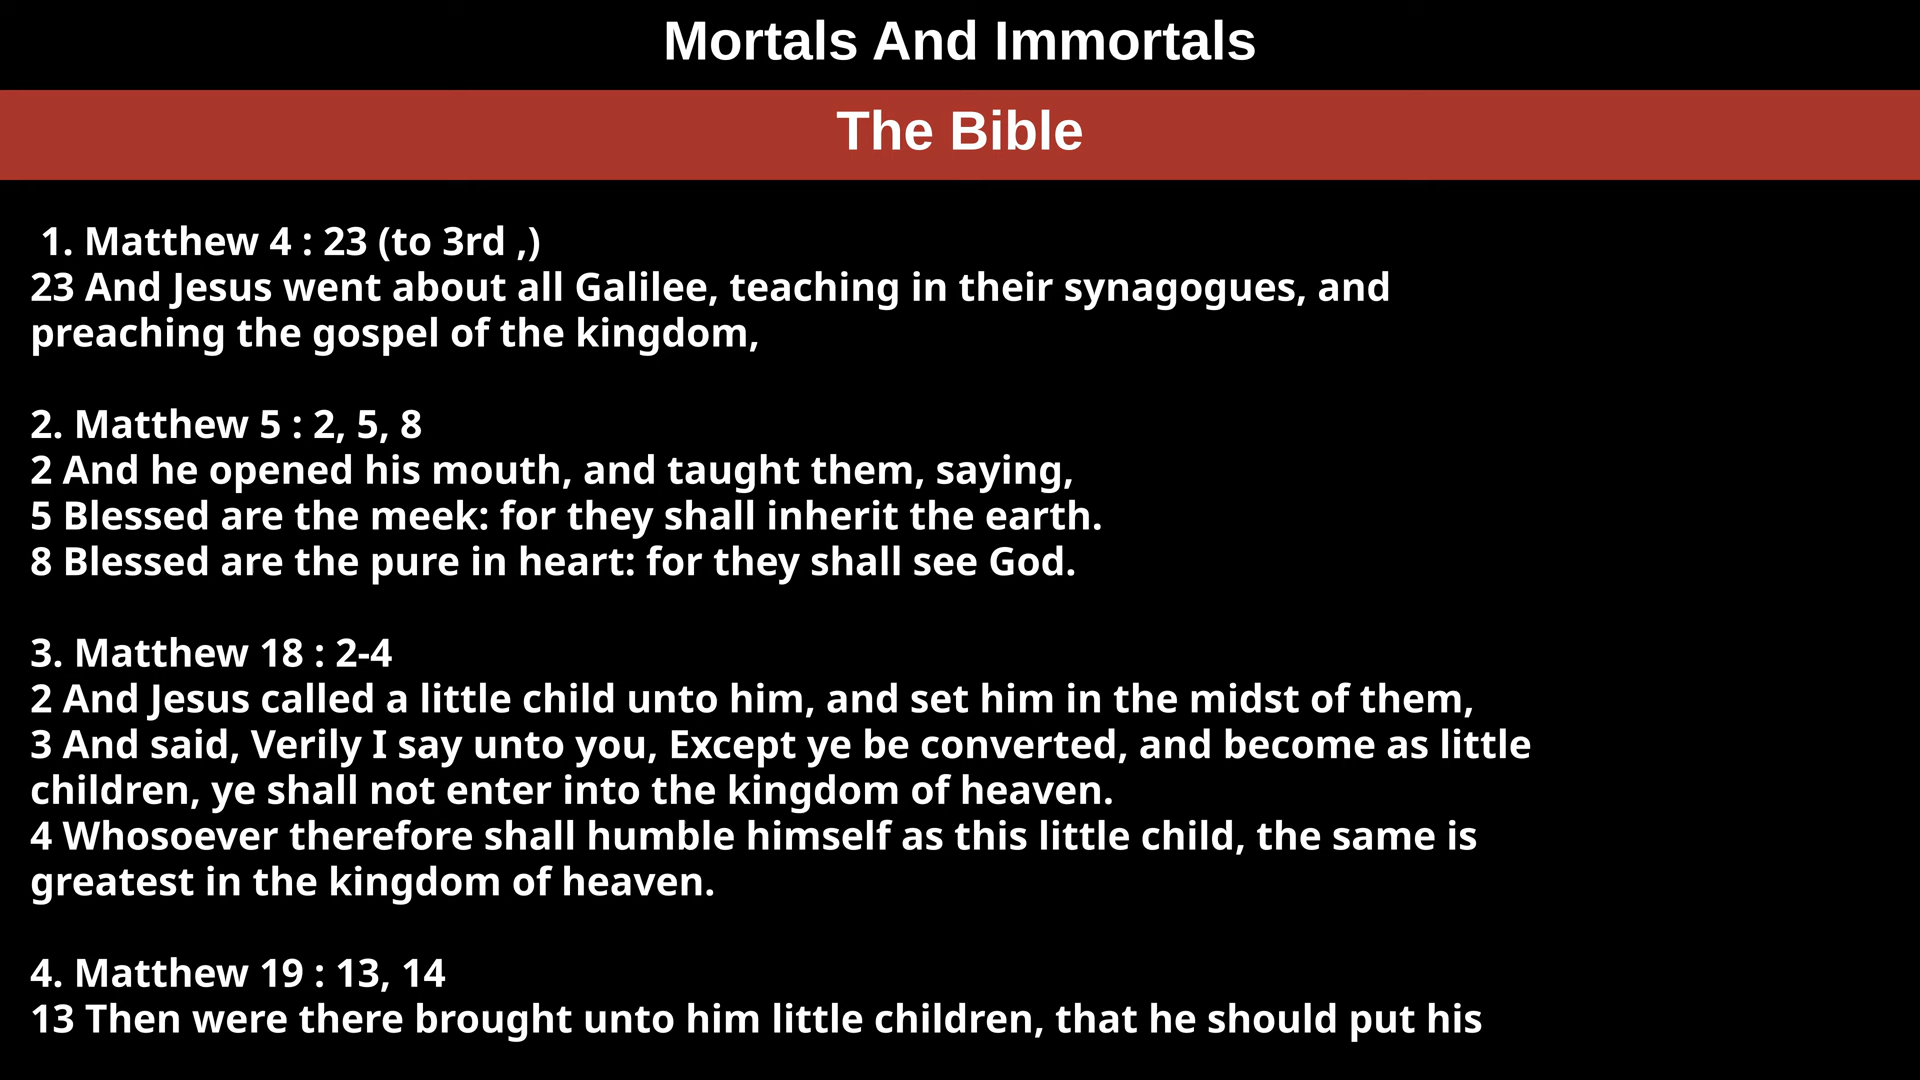 Mortals And Immortals
The Bible
1. Matthew 4 : 23 (to 3rd ,)
23 And Jesus went about all Galilee, teaching in their synagogues, and
preaching the gospel of the kingdom,
2. Matthew 5 : 2, 5, 8
2 And he opened his mouth, and taught them, saying,
5 Blessed are the meek: for they shall inherit the earth.
8 Blessed are the pure in heart: for they shall see God.
3. Matthew 18 : 2-4
2 And Jesus called a little child unto him, and set him in the midst of them,
3 And said, Verily I say unto you, Except ye be converted, and become as little
children, ye shall not enter into the kingdom of heaven.
4 Whosoever therefore shall humble himself as this little child, the same is
greatest in the kingdom of heaven.
4. Matthew 19 : 13, 14
13 Then were there brought unto him little children, that he should put his